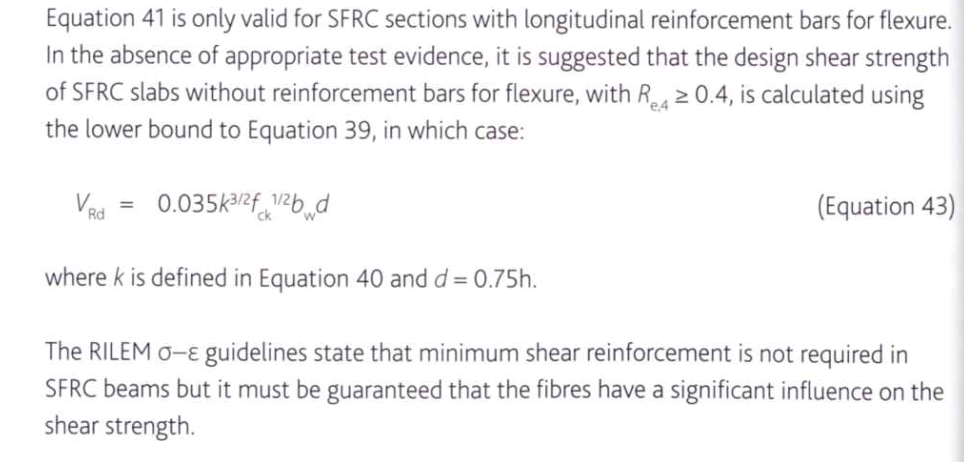 Equation 41 is only valid for SFRC sections with longitudinal reinforcement bars for flexure.
In the absence of appropriate test evidence, it is suggested that the design shear strength
of SFRC slabs without reinforcement bars for flexure, with Re,4 ≥ 0.4, is calculated using
the lower bound to Equation 39, in which case:
VRd = 0.035k3/2fck1/2bwd (Equation 43)
where k is defined in Equation 40 and d = 0.75h.
The RILEM σ–ε guidelines state that minimum shear reinforcement is not required in
SFRC beams but it must be guaranteed that the fibres have a significant influence on the
shear strength.